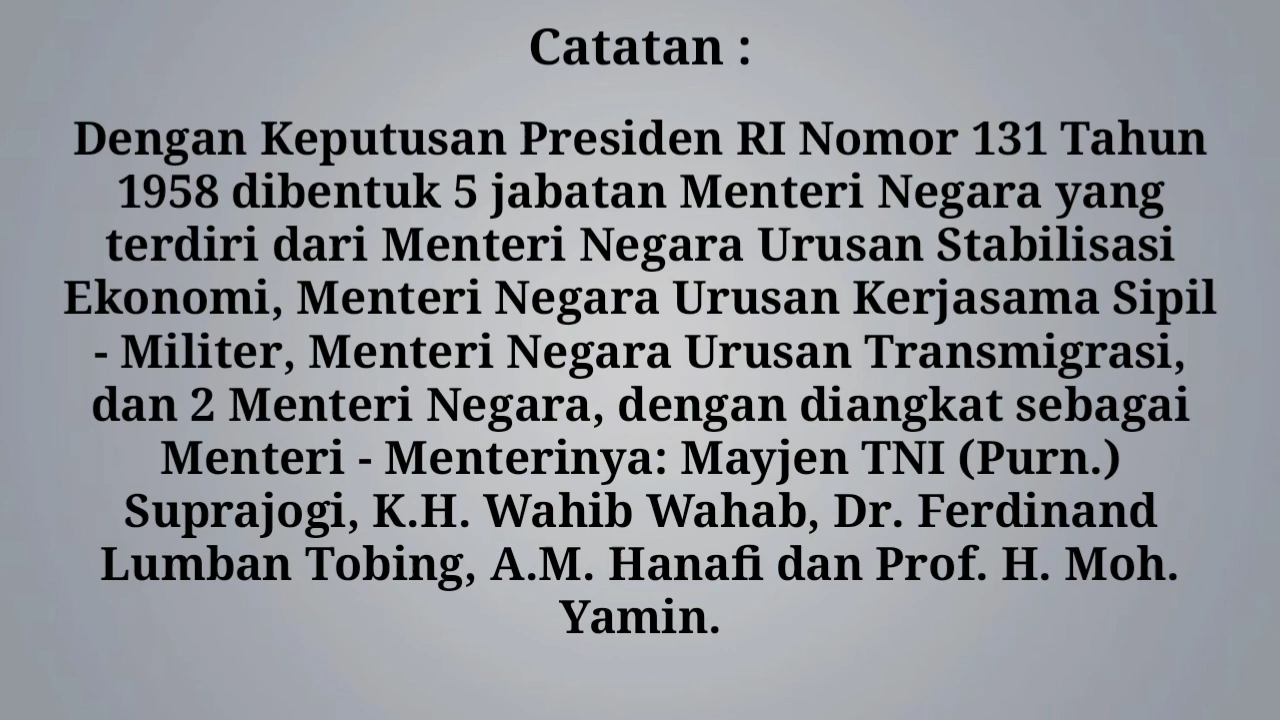 Catatan :
Dengan Keputusan Presiden RI Nomor 131 Tahun
1958 dibentuk 5 jabatan Menteri Negara yang
terdiri dari Menteri Negara Urusan Stabilisasi
Ekonomi, Menteri Negara Urusan Kerjasama Sipil
- Militer, Menteri Negara Urusan Transmigrasi,
dan 2 Menteri Negara, dengan diangkat sebagai
Menteri - Menterinya: Mayjen TNI (Purn.)
Suprajogi, K.H. Wahib Wahab, Dr. Ferdinand
Lumban Tobing, A.M. Hanafi dan Prof. H. Moh.
Yamin.